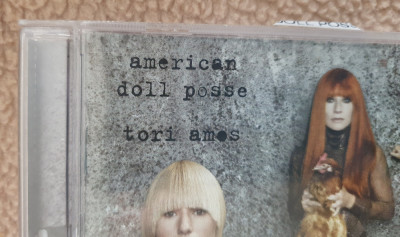 american
doll posse
tori amos